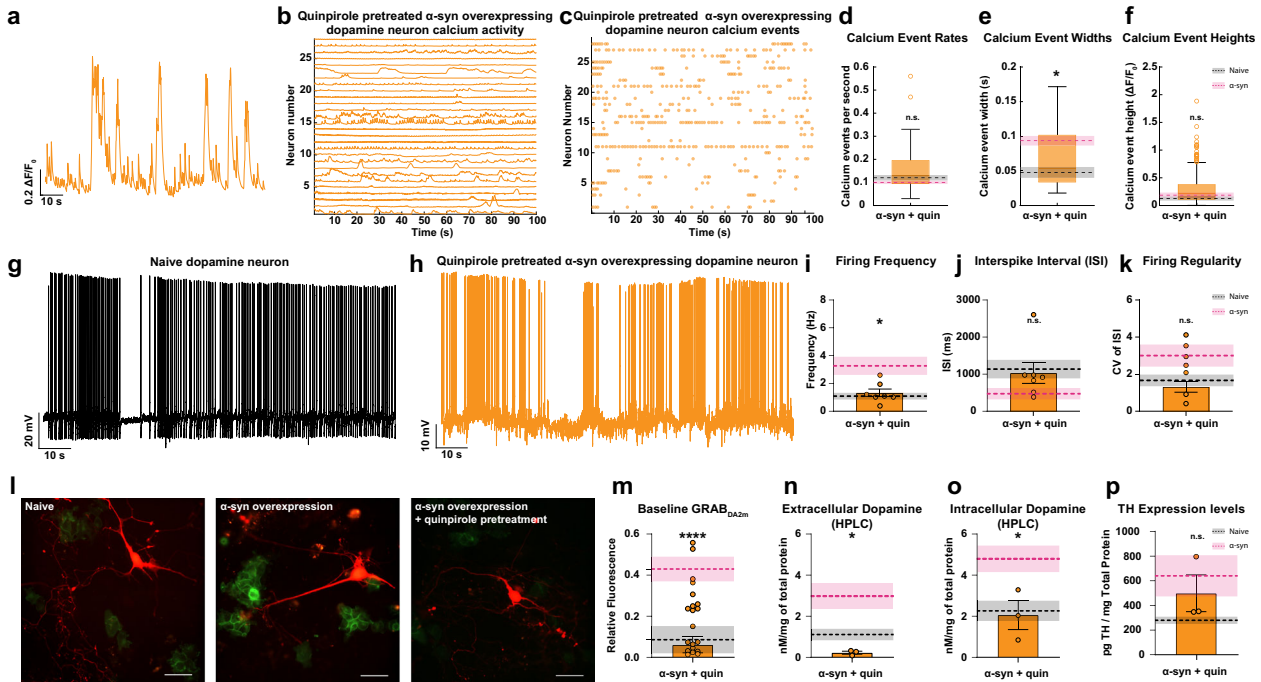 a
0.2 ΔF/F0
10 s
b
Quinpirole pretreated α-syn overexpressing
dopamine neuron calcium activity
Neuron number
25
20
15
10
5
10 20 30 40 50 60 70 80 90 100
Time (s)
c
Quinpirole pretreated α-syn overexpressing
dopamine neuron calcium events
Neuron Number
25
20
15
10
5
10 20 30 40 50 60 70 80 90 100
Time (s)
d
Calcium Event Rates
Calcium events per second
0.6
0.5
0.4
0.3
0.2
0.1
0
n.s.
α-syn + quin
e
Calcium Event Widths
Calcium event width (s)
0.2
0.15
0.1
0.05
0
*
α-syn + quin
f
Calcium Event Heights
Calcium event height (ΔF/F0)
2.5
2
1.5
1
0.5
0
n.s.
α-syn + quin
Naive
α-syn
g
Naive dopamine neuron
20 mV
10 s
h
Quinpirole pretreated α-syn overexpressing dopamine neuron
10 mV
10 s
i
Firing Frequency
Frequency (Hz)
8
6
4
2
0
*
α-syn + quin
j
Interspike Interval (ISI)
ISI (ms)
3000
2000
1000
0
n.s.
α-syn + quin
k
Firing Regularity
CV of ISI
6
4
2
0
n.s.
α-syn + quin
Naive
α-syn
l
Naive
α-syn overexpression
α-syn overexpression
+ quinpirole pretreatment
m
Baseline GRABDA2m
Relative Fluorescence
0.6
0.4
0.2
0.0
****
α-syn + quin
n
Extracellular Dopamine
(HPLC)
nM/mg of total protein
5
4
3
2
1
0
*
α-syn + quin
o
Intracellular Dopamine
(HPLC)
nM/mg of total protein
6
4
2
0
*
α-syn + quin
p
TH Expression levels
pg TH / mg Total Protein
1000
800
600
400
200
0
n.s.
α-syn + quin
Naive
α-syn